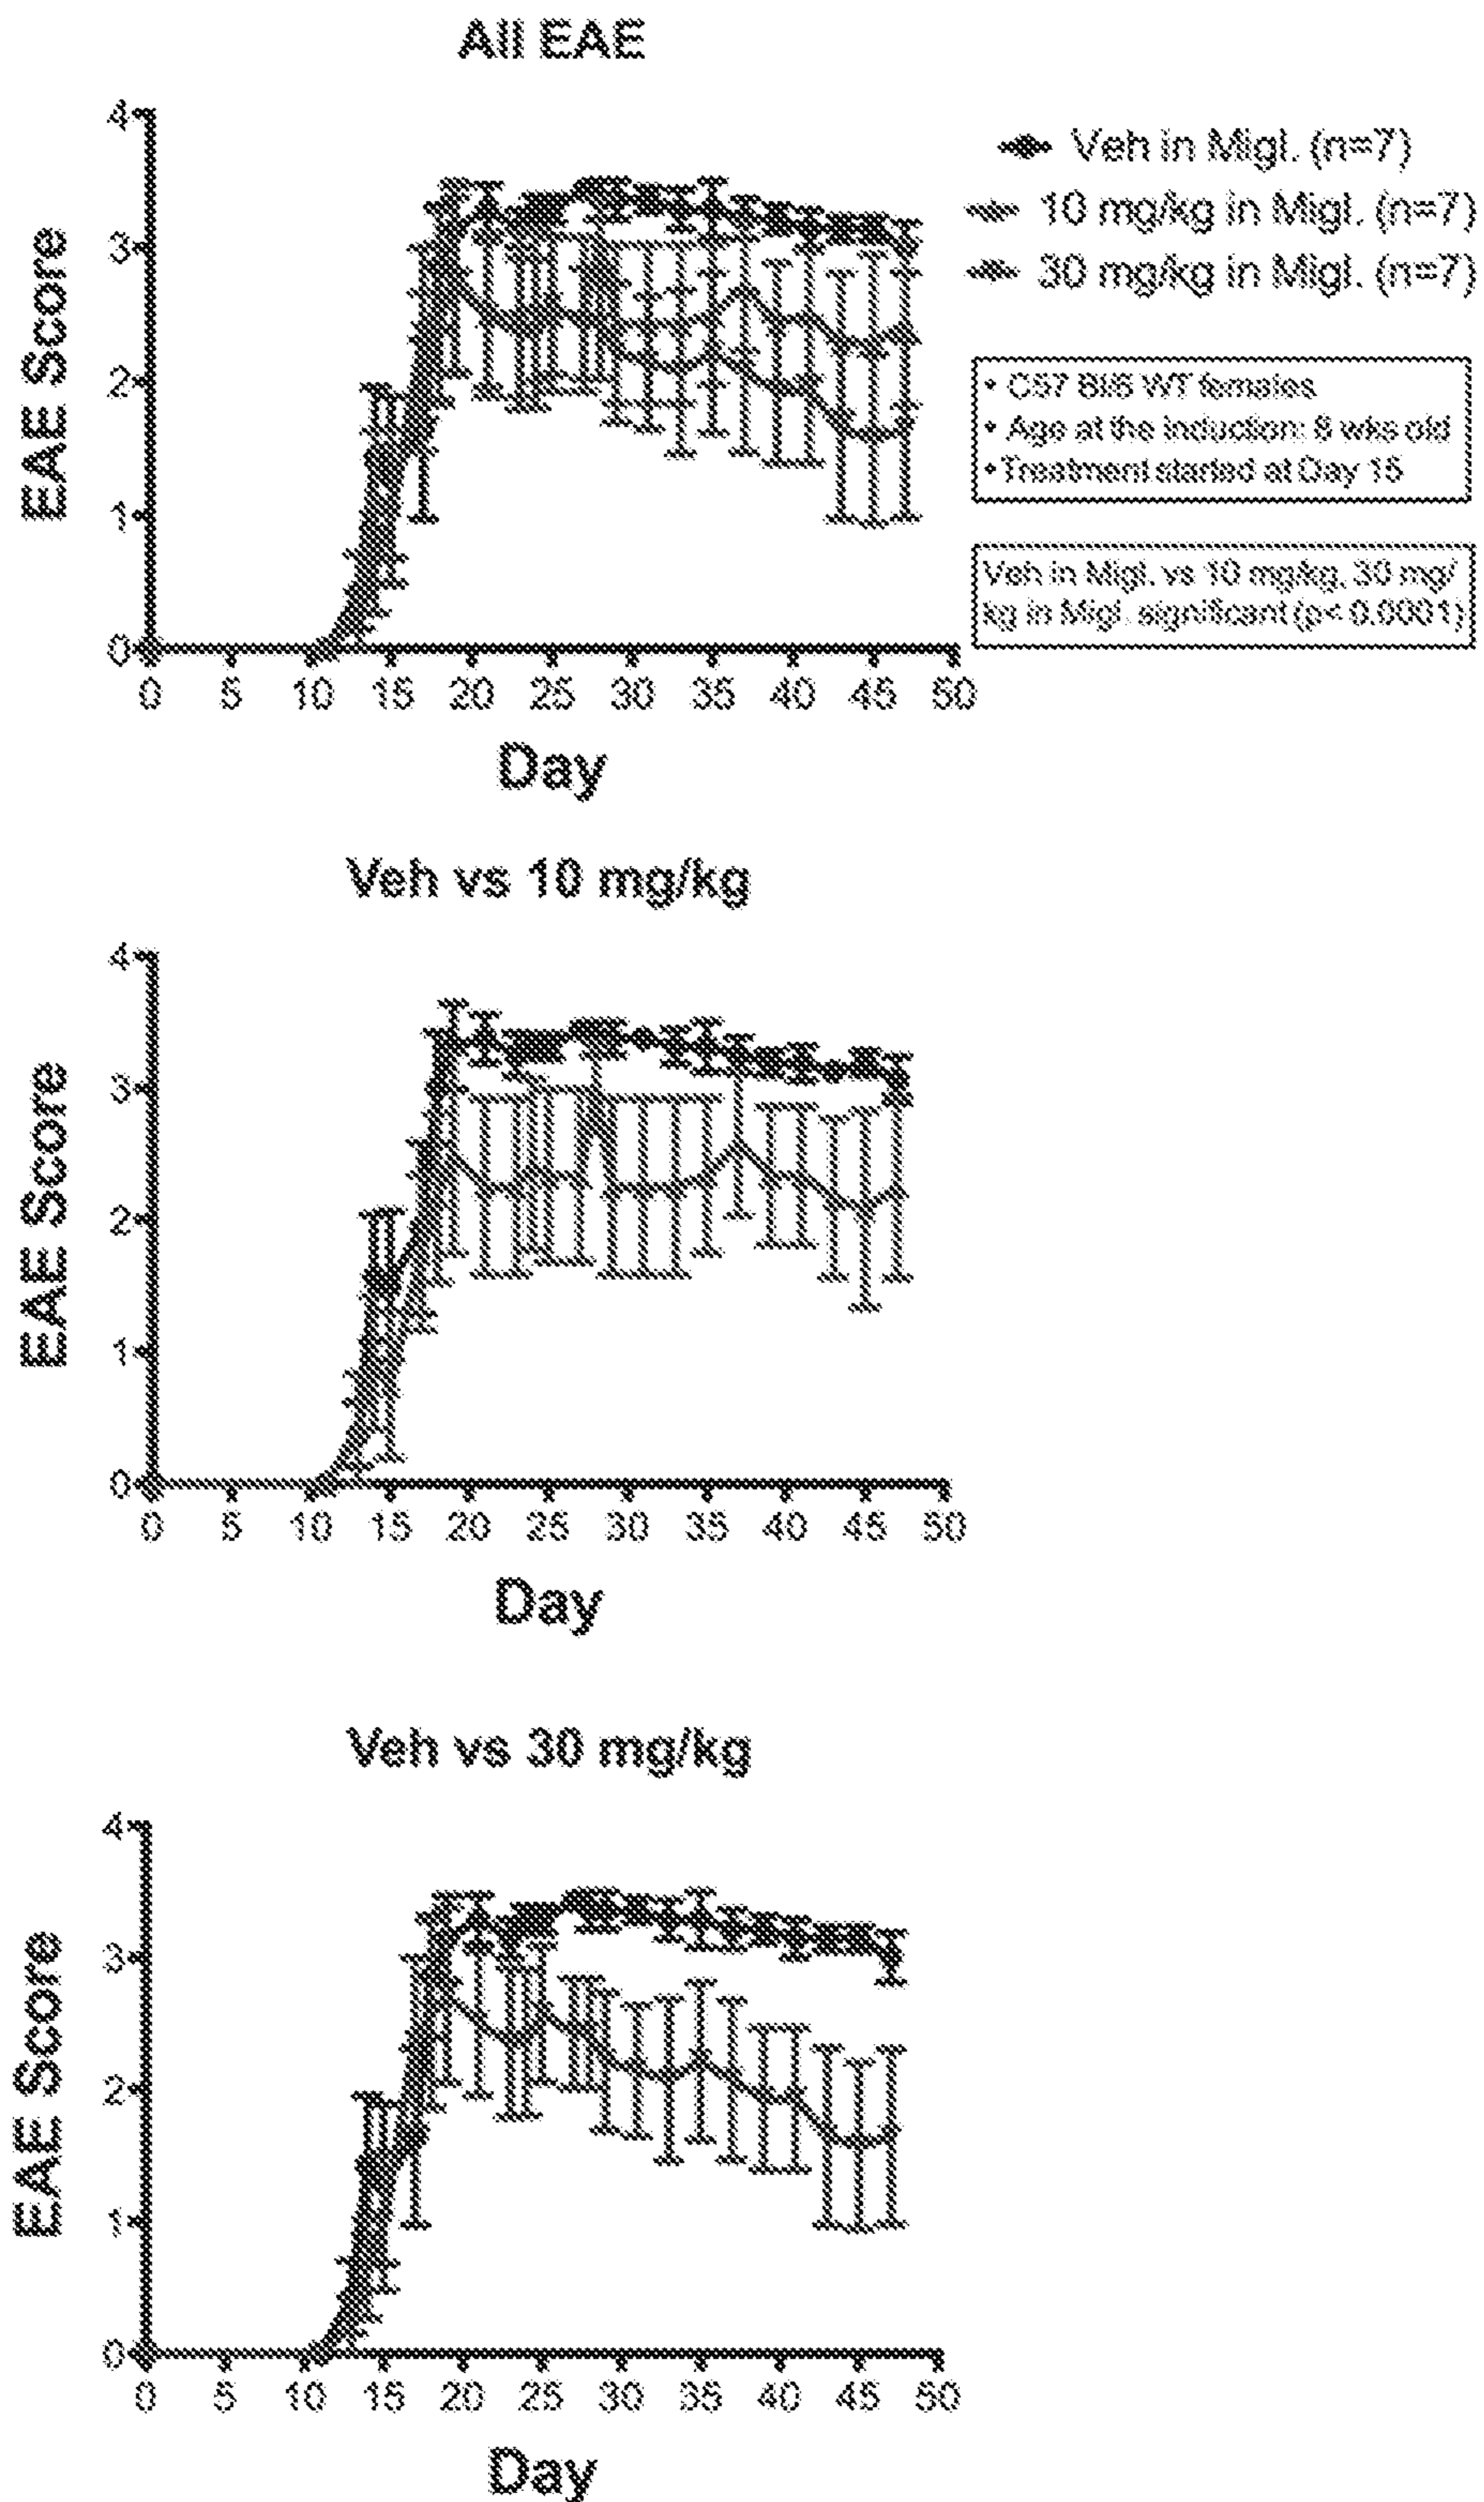 All EAE
4
3
2
1
0
0 5 10 15 20 25 30 35 40 45 50
EAE Score
Day
Veh in Migl. (n=7)
10 mg/kg in Migl. (n=7)
30 mg/kg in Migl. (n=7)
• C57 Bl/6 WT females
• Age at the induction: 8 wks old
• Treatment started at Day 15
Veh in Migl. vs 10 mg/kg, 30 mg/
kg in Migl. significant (p< 0.0001)
Veh vs 10 mg/kg
4
3
2
1
0
0 5 10 15 20 25 30 35 40 45 50
EAE Score
Day
Veh vs 30 mg/kg
4
3
2
1
0
0 5 10 15 20 25 30 35 40 45 50
EAE Score
Day